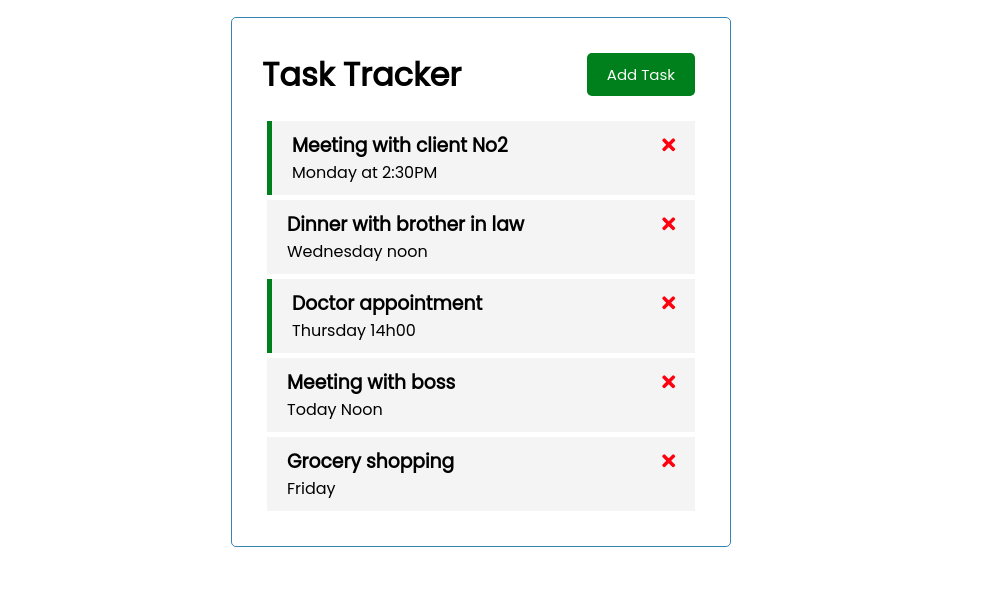 Task Tracker
Add Task
Meeting with client No2
Monday at 2:30PM
Dinner with brother in law
Wednesday noon
Doctor appointment
Thursday 14h00
Meeting with boss
Today Noon
Grocery shopping
Friday